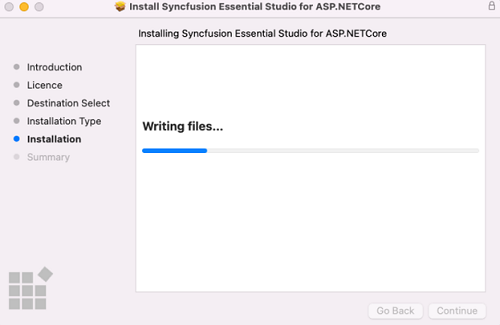 Install Syncfusion Essential Studio for ASP.NETCore
Installing Syncfusion Essential Studio for ASP.NETCore
Introduction
Licence
Destination Select
Installation Type
Installation
Summary
Writing files...
Go Back
Continue